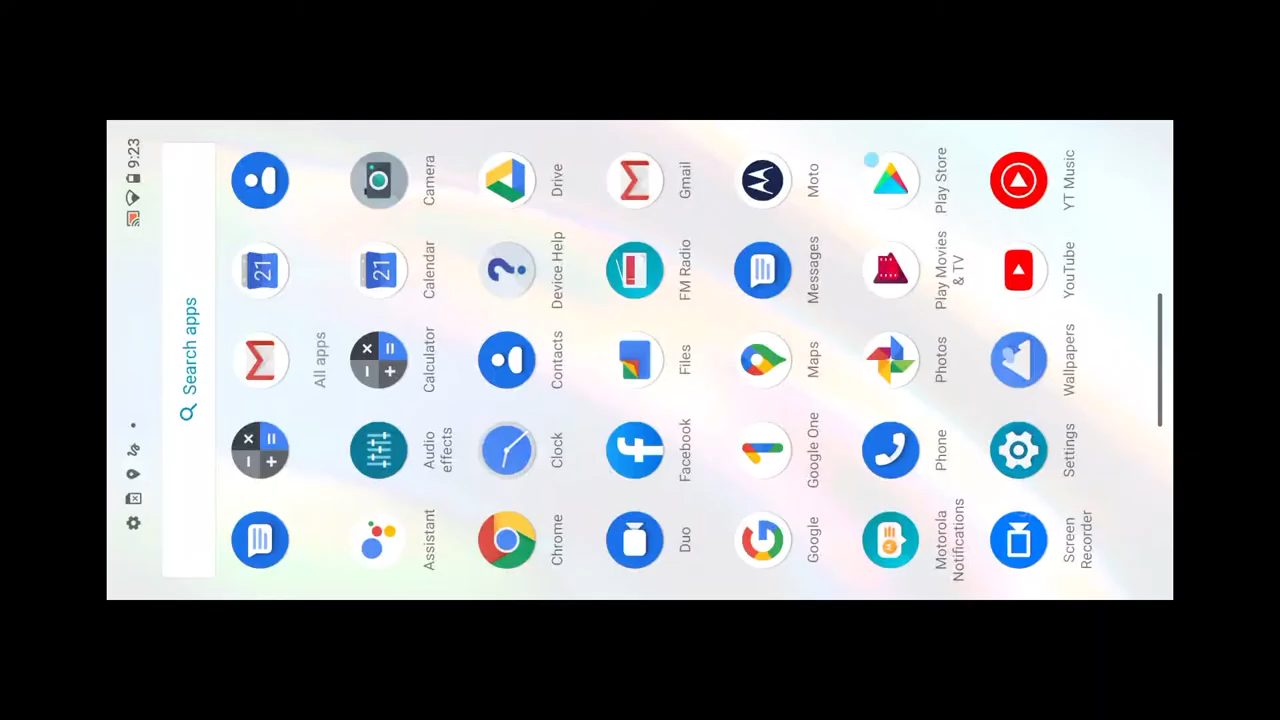 9:23
Search apps
21
All apps
Assistant
Audio
effects
Calculator
Calendar
21
Camera
Chrome
Clock
Contacts
Device Help
Drive
Duo
Facebook
Files
FM Radio
Gmail
Google
Google One
Maps
Messages
Moto
Motorola
Notifications
Phone
Photos
Play Movies
& TV
Play Store
Screen
Recorder
Settings
Wallpapers
YouTube
YT Music